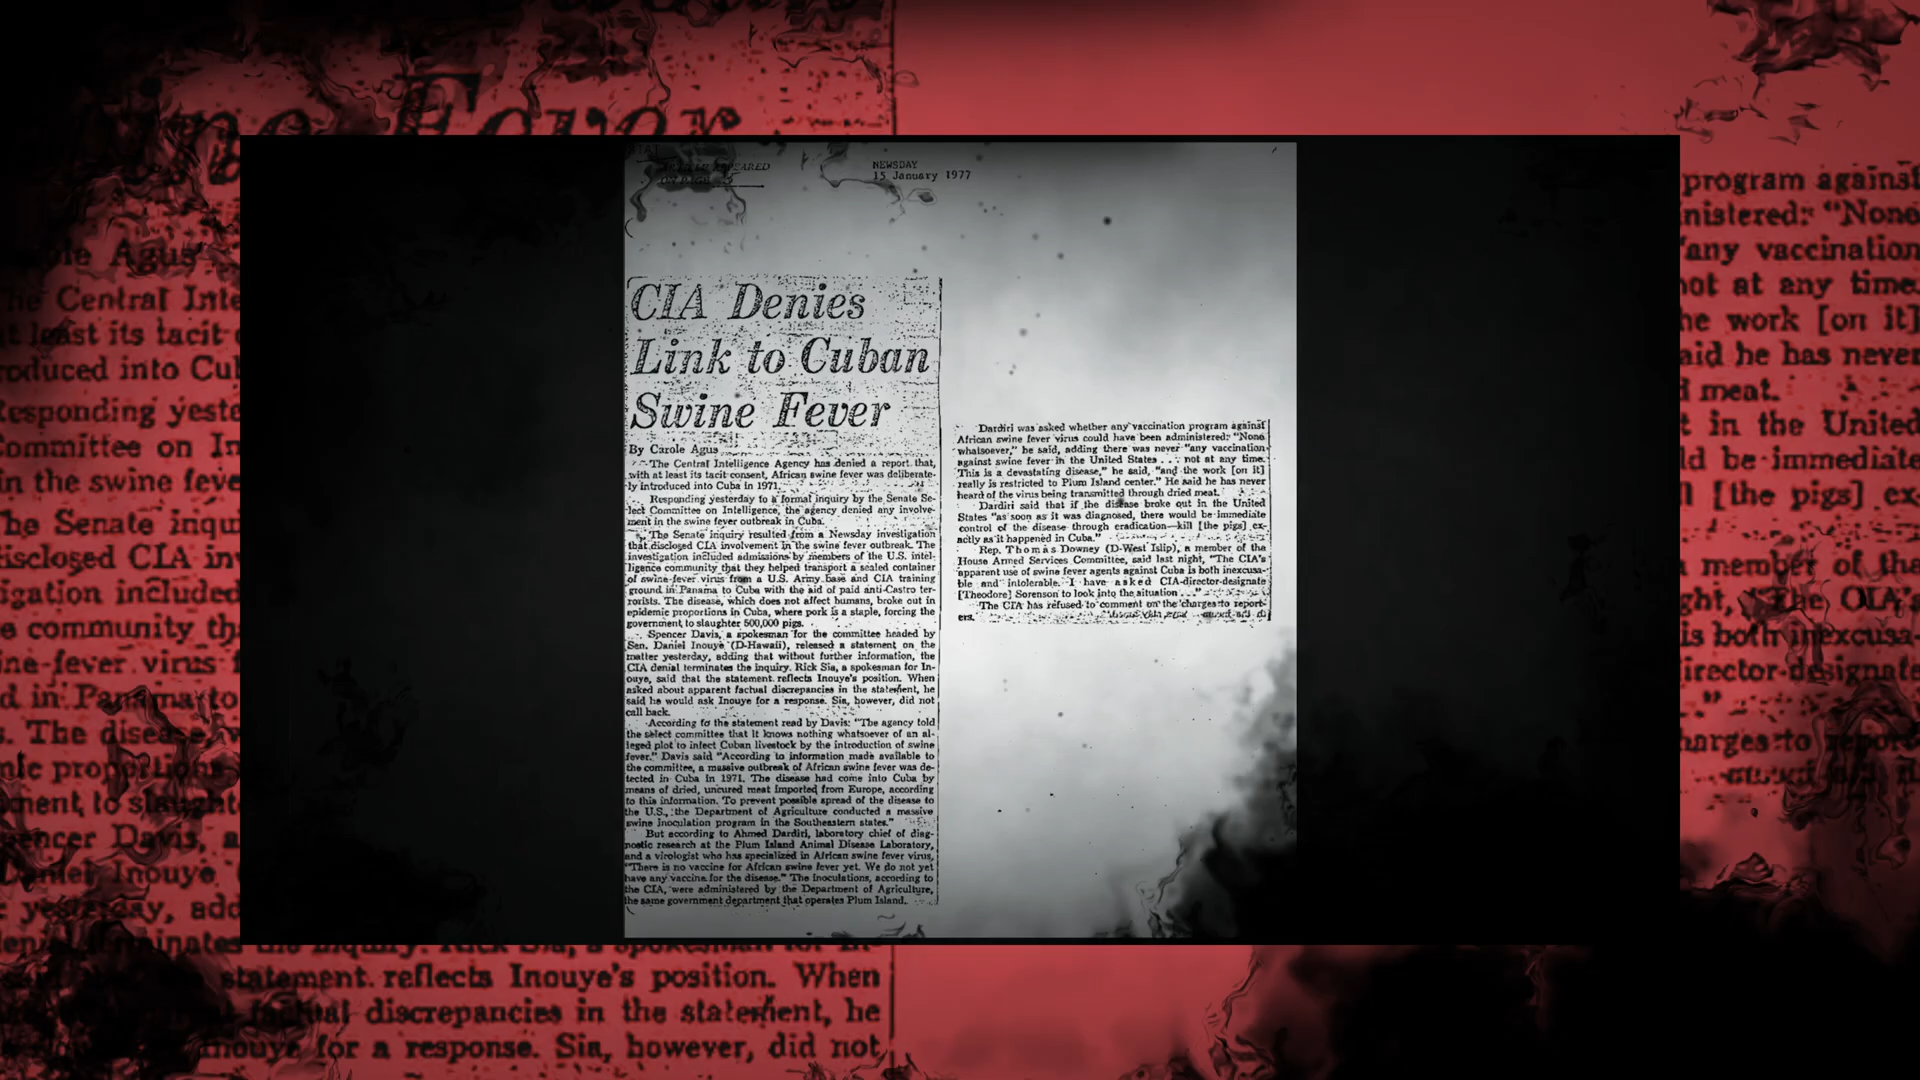 NEWSDAY
15 January 1977
CIA Denies
Link to Cuban
Swine Fever
By Carole Agus
The Central Intelligence Agency has denied a report that,
with at least its tacit consent, African swine fever was deliberate-
ly introduced into Cuba in 1971.
Responding yesterday to a formal inquiry by the Senate Se-
lect Committee on Intelligence, the agency denied any involve-
ment in the swine fever outbreak in Cuba.
The Senate inquiry resulted from a Newsday investigation
that disclosed CIA involvement in the swine fever outbreak. The
investigation included admissions by members of the U.S. intel-
ligence community that they helped transport a sealed container
of swine-fever virus from a U.S. Army base and CIA training
ground in Panama to Cuba with the aid of paid anti-Castro ter-
rorists. The disease, which does not affect humans, broke out in
epidemic proportions in Cuba, where pork is a staple, forcing the
government to slaughter 500,000 pigs.
Spencer Davis, a spokesman for the committee headed by
Sen. Daniel Inouye (D-Hawaii), released a statement on the
matter yesterday, adding that without further information, the
CIA denial terminates the inquiry. Rick Sia, a spokesman for In-
ouye, said that the statement reflects Inouye's position. When
asked about apparent factual discrepancies in the statement, he
said he would ask Inouye for a response. Sia, however, did not
call back.
According to the statement read by Davis: "The agency told
the select committee that it knows nothing whatsoever of an al-
leged plot to infect Cuban livestock by the introduction of swine
fever." Davis said "According to information made available to
the committee, a massive outbreak of African swine fever was de-
tected in Cuba in 1971. The disease had come into Cuba by
means of dried, uncured meat imported from Europe, according
to this information. To prevent possible spread of the disease to
the U.S., the Department of Agriculture conducted a massive
swine inoculation program in the Southeastern states."
But according to Ahmed Dardiri, laboratory chief of diag-
nostic research at the Plum Island Animal Disease Laboratory,
and a virologist who has specialized in African swine fever virus,
"There is no vaccine for African swine fever yet. We do not yet
have any vaccine for the disease." The inoculations, according to
the CIA, were administered by the Department of Agriculture,
the same government department that operates Plum Island.
Dardiri was asked whether any vaccination program against
African swine fever virus could have been administered: "None
whatsoever," he said, adding there was never "any vaccination
against swine fever in the United States . . . not at any time.
This is a devastating disease," he said, "and the work [on it]
really is restricted to Plum Island center." He said he has never
heard of the virus being transmitted through dried meat.
Dardiri said that if the disease broke out in the United
States "as soon as it was diagnosed, there would be immediate
control of the disease through eradication—kill [the pigs] ex-
actly as it happened in Cuba."
Rep. Thomas Downey (D-West Islip), a member of the
House Armed Services Committee, said last night, "The CIA's
apparent use of swine fever agents against Cuba is both inexcusa-
ble and intolerable. I have asked CIA-director-designate
[Theodore] Sorenson to look into the situation . . ."
The CIA has refused to comment on the charges to report-
ers.